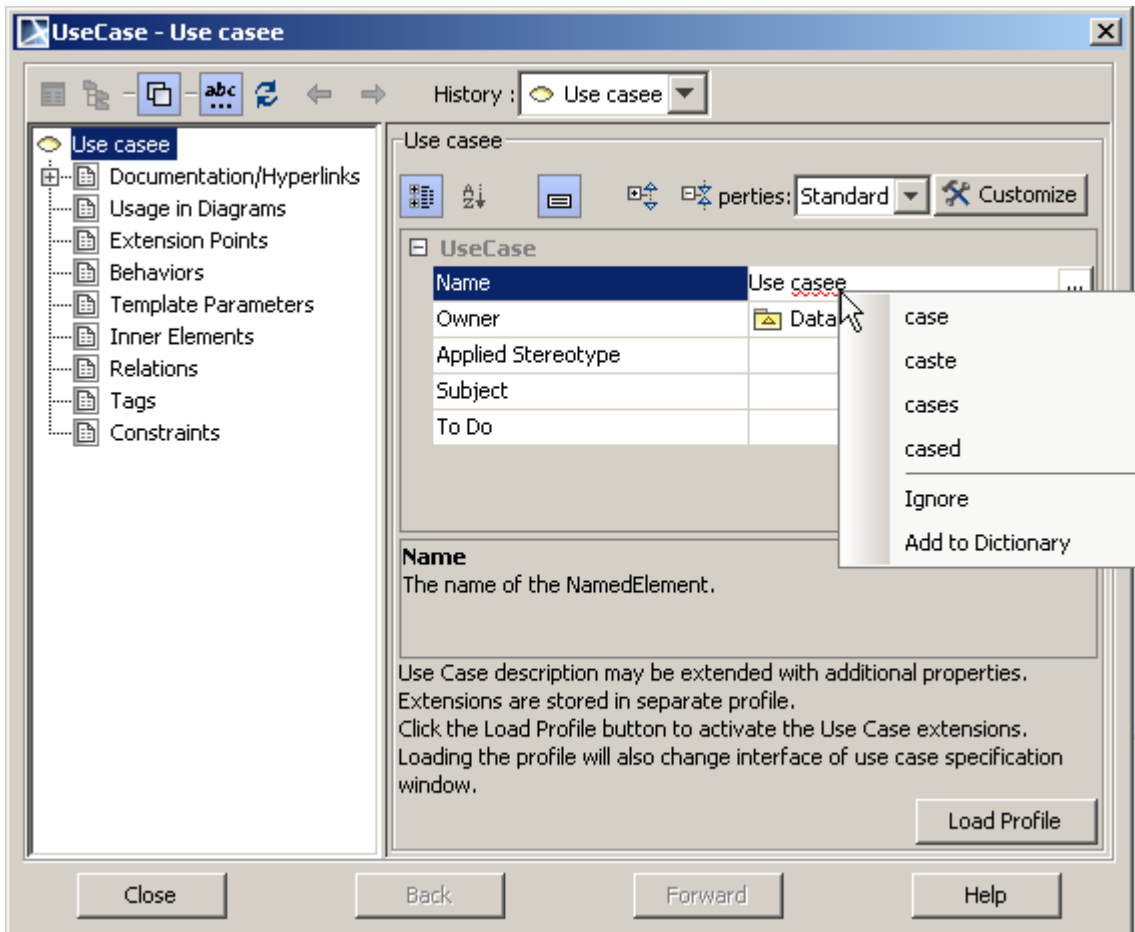 UseCase - Use casee
abc
History : Use casee
Use casee
Documentation/Hyperlinks
Usage in Diagrams
Extension Points
Behaviors
Template Parameters
Inner Elements
Relations
Tags
Constraints
Use casee
A
Z
perties: Standard Customize
UseCase
Name Use casee ...
Owner Data
Applied Stereotype
Subject
To Do
case
caste
cases
cased
Ignore
Add to Dictionary
Name
The name of the NamedElement.
Use Case description may be extended with additional properties.
Extensions are stored in separate profile.
Click the Load Profile button to activate the Use Case extensions.
Loading the profile will also change interface of use case specification
window.
Load Profile
Close Back Forward Help